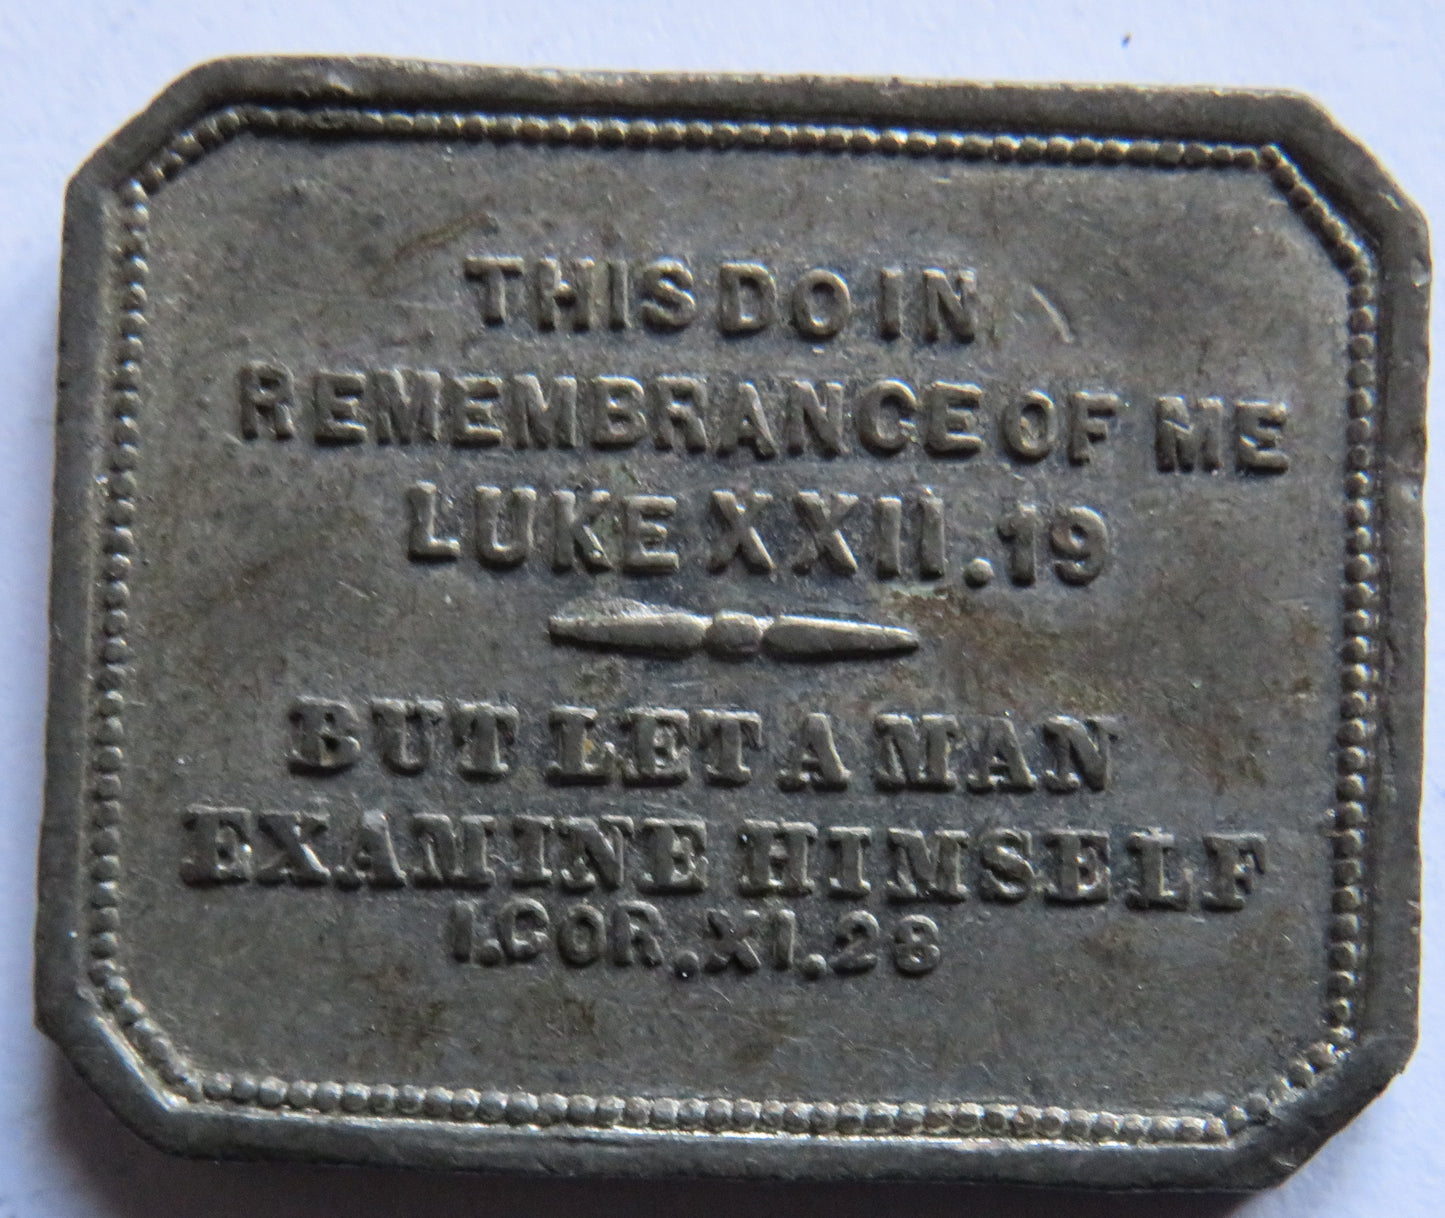 THIS DO IN
REMEMBRANCE OF ME
LUKE XXII.19
BUT LET A MAN
EXAMINE HIMSELF
I.COR.XI.28